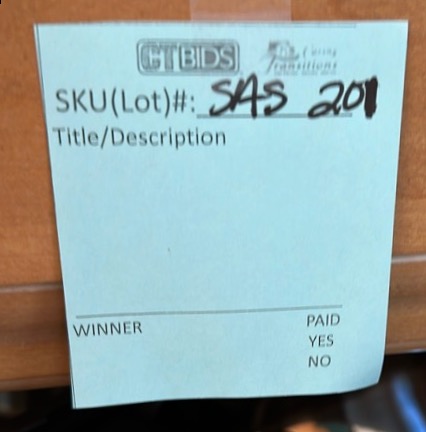 CTBIDS Caring Transitions
SKU(Lot)#: SAS 201
Title/Description
WINNER PAID
YES
NO